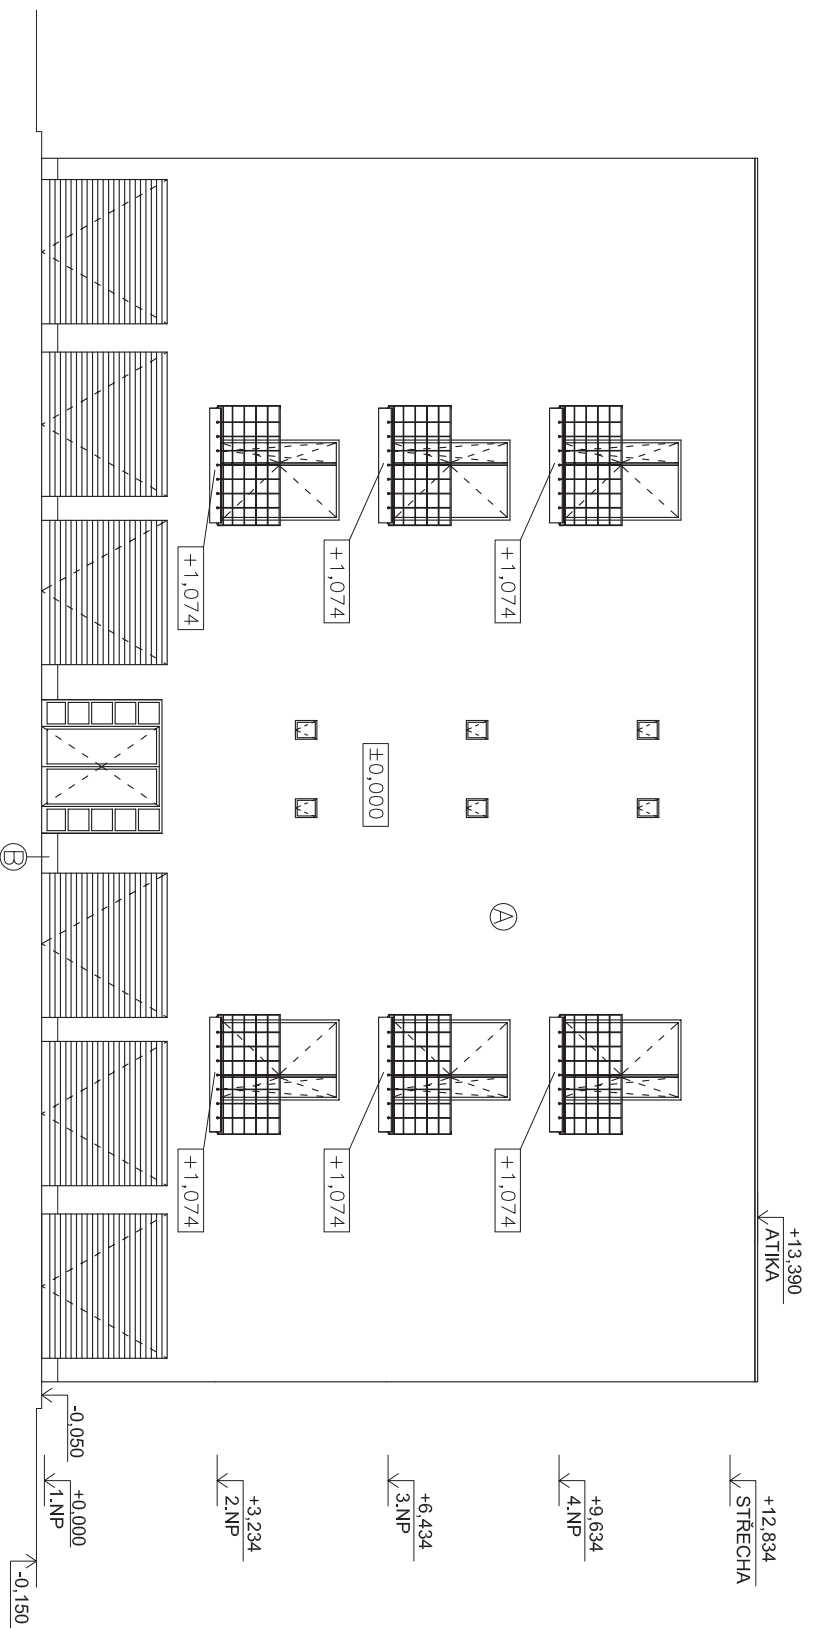 +13,390
ATIKA
+12,834
STŘECHA
+9,634
4.NP
+6,434
3.NP
+3,234
2.NP
+0,000
1.NP
-0,050
-0,150
+1,074
+1,074
+1,074
+1,074
+1,074
+1,074
±0,000
A
B